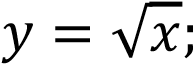 y = √x;